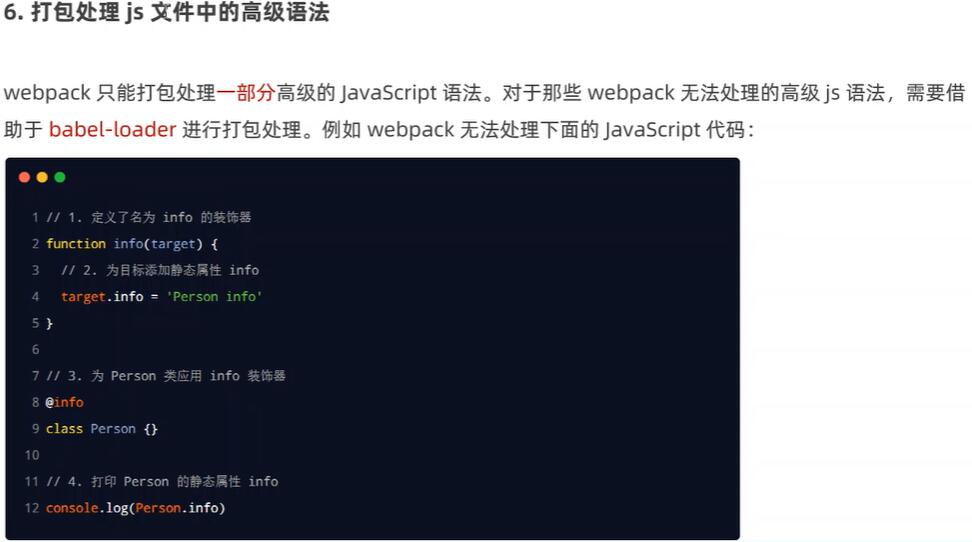 6. 打包处理 js 文件中的高级语法
webpack 只能打包处理一部分高级的 JavaScript 语法。对于那些 webpack 无法处理的高级 js 语法，需要借
助于 babel-loader 进行打包处理。例如 webpack 无法处理下面的 JavaScript 代码：
1 // 1. 定义了名为 info 的装饰器
2 function info(target) {
3   // 2. 为目标添加静态属性 info
4   target.info = 'Person info'
5 }
6
7 // 3. 为 Person 类应用 info 装饰器
8 @info
9 class Person {}
10
11 // 4. 打印 Person 的静态属性 info
12 console.log(Person.info)